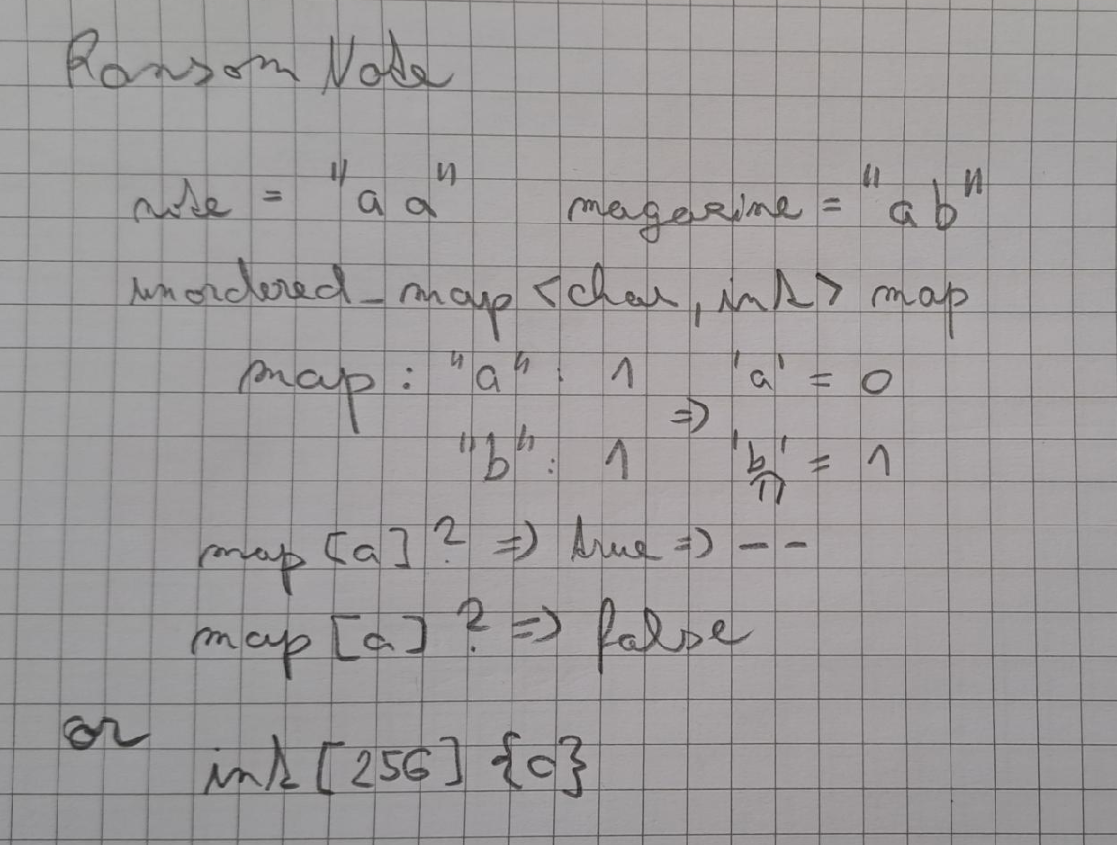 Ransom Note
note = "aa" magazine = "ab"
unordered_map <char, int> map
map : "a" : 1 'a' = 0
=>
"b" : 1 'b' = 1
map [a] ? => true => --
map [a] ? => false
or int [256] {0}